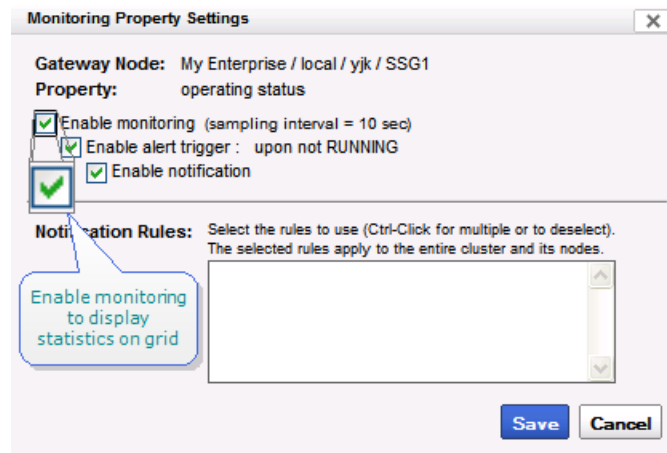 Monitoring Property Settings
Gateway Node: My Enterprise / local / yjk / SSG1
Property: operating status
Enable monitoring (sampling interval = 10 sec)
Enable alert trigger : upon not RUNNING
Enable notification
Notification Rules: Select the rules to use (Ctrl-Click for multiple or to deselect).
The selected rules apply to the entire cluster and its nodes.
Enable monitoring
to display
statistics on grid
Save Cancel